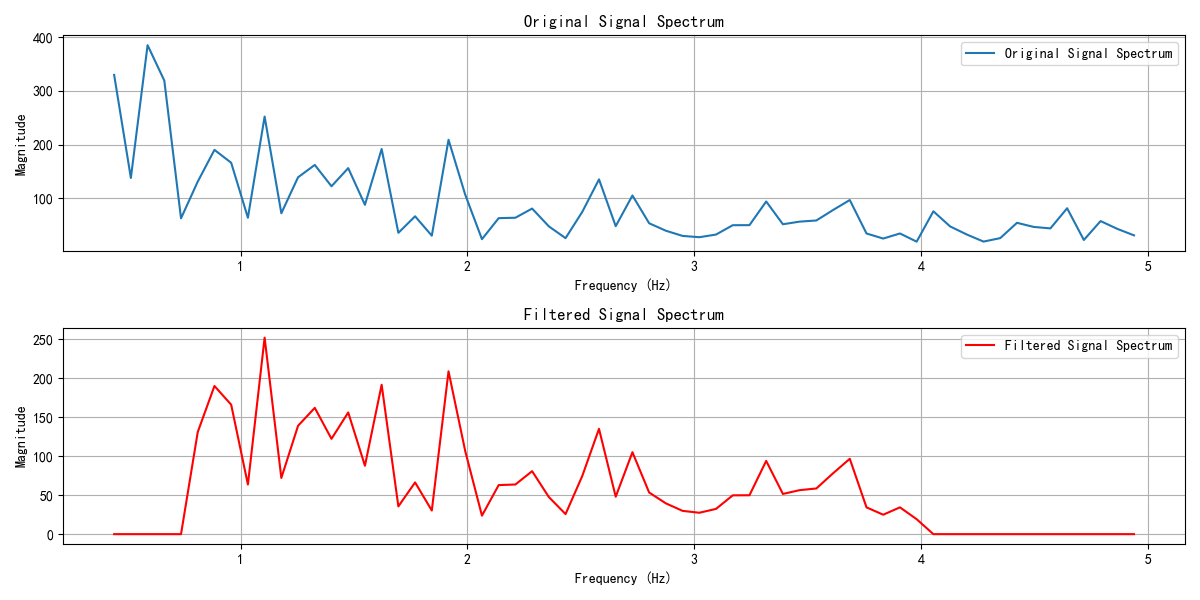 Original Signal Spectrum
400
300
200
100
Magnitude
Original Signal Spectrum
1 2 3 4 5
Frequency (Hz)
Filtered Signal Spectrum
250
200
150
100
50
0
Magnitude
Filtered Signal Spectrum
1 2 3 4 5
Frequency (Hz)